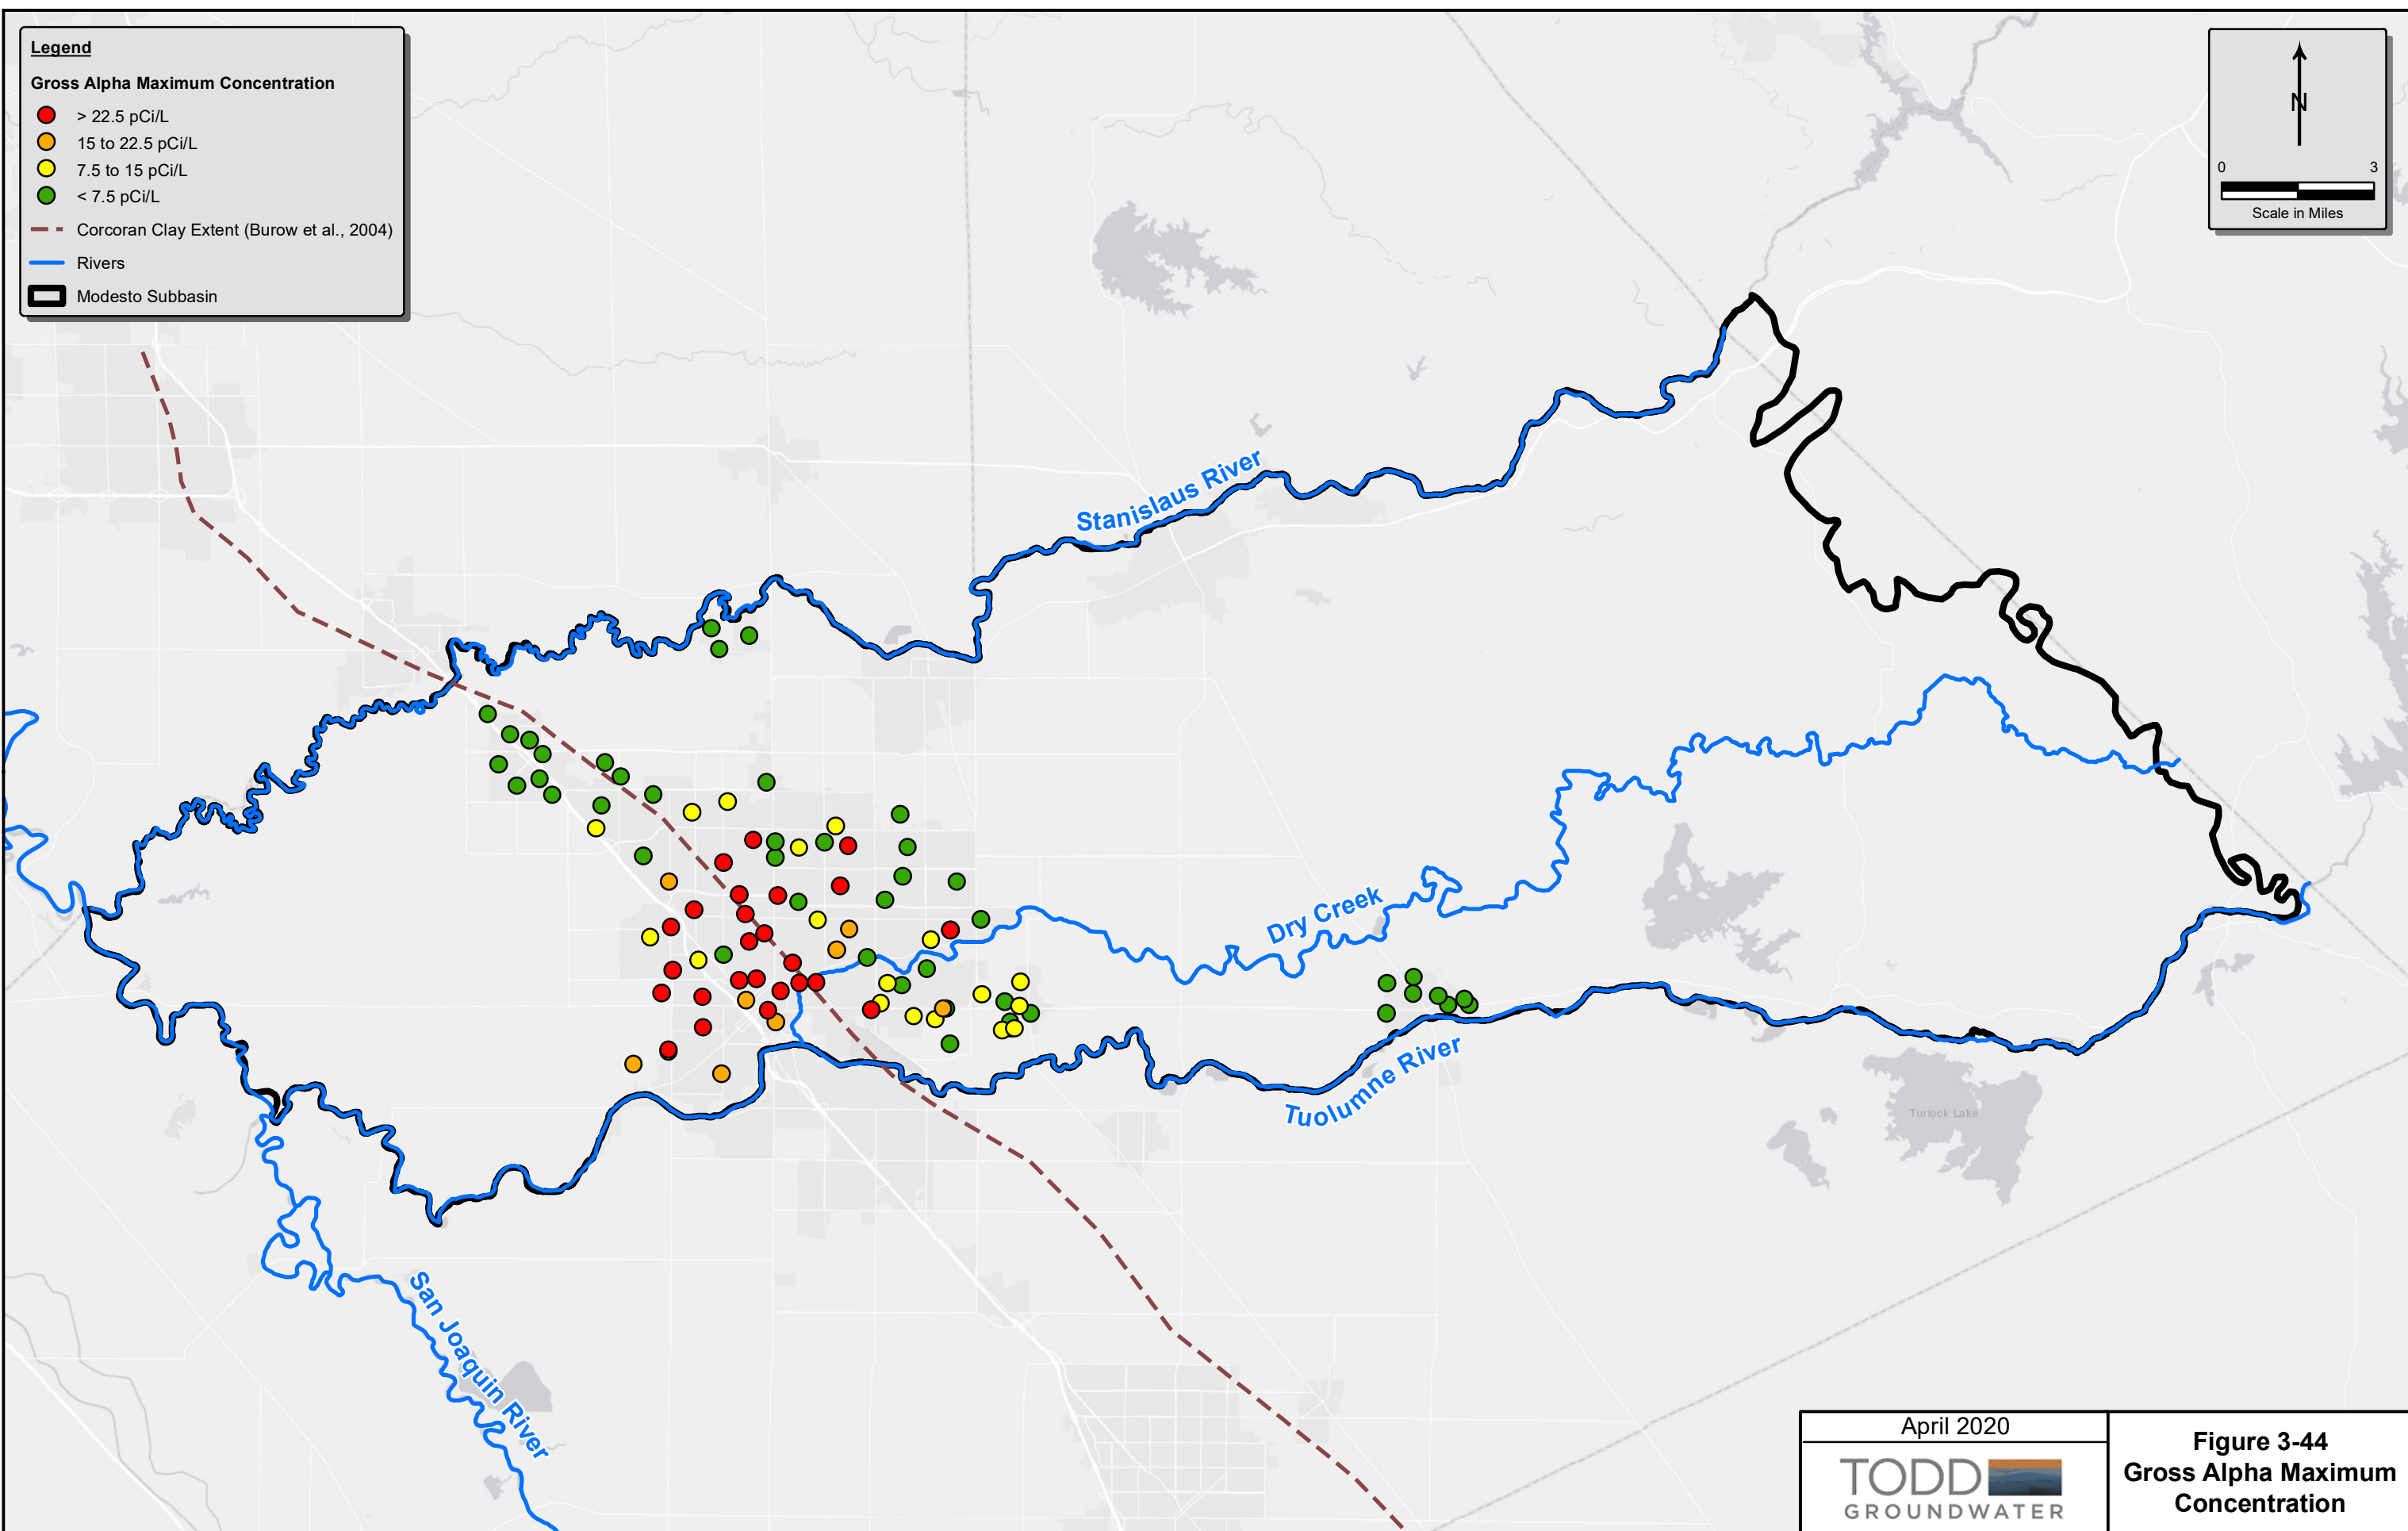 Legend
Gross Alpha Maximum Concentration
> 22.5 pCi/L
15 to 22.5 pCi/L
7.5 to 15 pCi/L
< 7.5 pCi/L
Corcoran Clay Extent (Burow et al., 2004)
Rivers
Modesto Subbasin
N
0 3
Scale in Miles
Stanislaus River
Dry Creek
Tuolumne River
Turlock Lake
San Joaquin River
April 2020
TODD
GROUNDWATER
Figure 3-44
Gross Alpha Maximum
Concentration